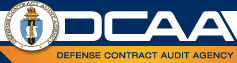 DCAA
DEFENSE CONTRACT AUDIT AGENCY